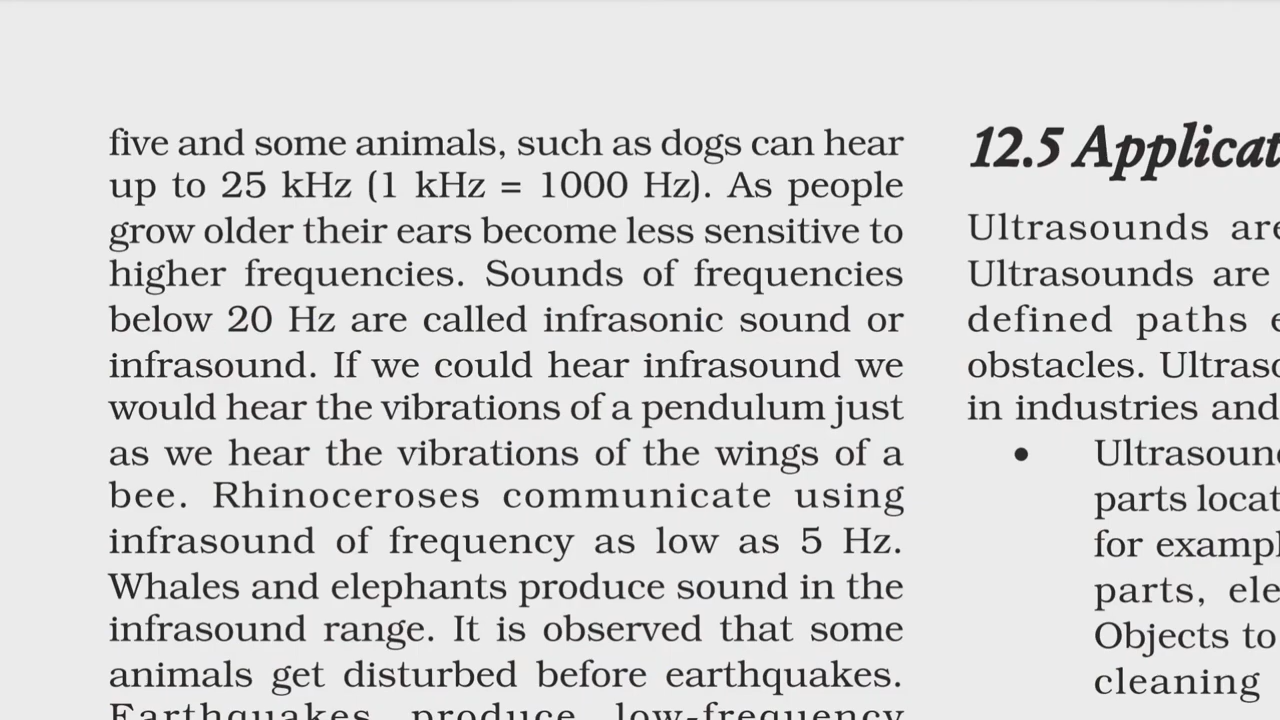 five and some animals, such as dogs can hear
up to 25 kHz (1 kHz = 1000 Hz). As people
grow older their ears become less sensitive to
higher frequencies. Sounds of frequencies
below 20 Hz are called infrasonic sound or
infrasound. If we could hear infrasound we
would hear the vibrations of a pendulum just
as we hear the vibrations of the wings of a
bee. Rhinoceroses communicate using
infrasound of frequency as low as 5 Hz.
Whales and elephants produce sound in the
infrasound range. It is observed that some
animals get disturbed before earthquakes.
Earthquakes produce low-frequency
12.5 Applicat
Ultrasounds are
Ultrasounds are
defined paths e
obstacles. Ultraso
in industries and
• Ultrasound
parts locat
for exampl
parts, ele
Objects to
cleaning